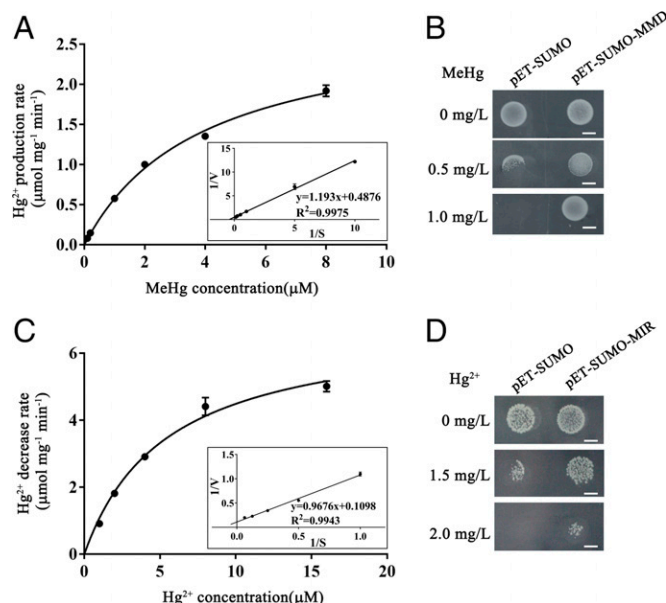 A
Hg²⁺ production rate
(μmol mg⁻¹ min⁻¹)
2.5
2.0
1.5
1.0
0.5
0.0
0 2 4 6 8 10
MeHg concentration(μM)
1/V
15
10
5
0 5 10
1/S
y=1.193x+0.4876
R²=0.9975
B
MeHg
pET-SUMO
pET-SUMO-MMD
0 mg/L
0.5 mg/L
1.0 mg/L
C
Hg²⁺ decrease rate
(μmol mg⁻¹ min⁻¹)
6
4
2
0
0 5 10 15 20
Hg²⁺ concentration(μM)
1/V
1.5
1.0
0.5
0.0 0.5 1.0
1/S
y=0.9676x+0.1098
R²=0.9943
D
Hg²⁺
pET-SUMO
pET-SUMO-MIR
0 mg/L
1.5 mg/L
2.0 mg/L